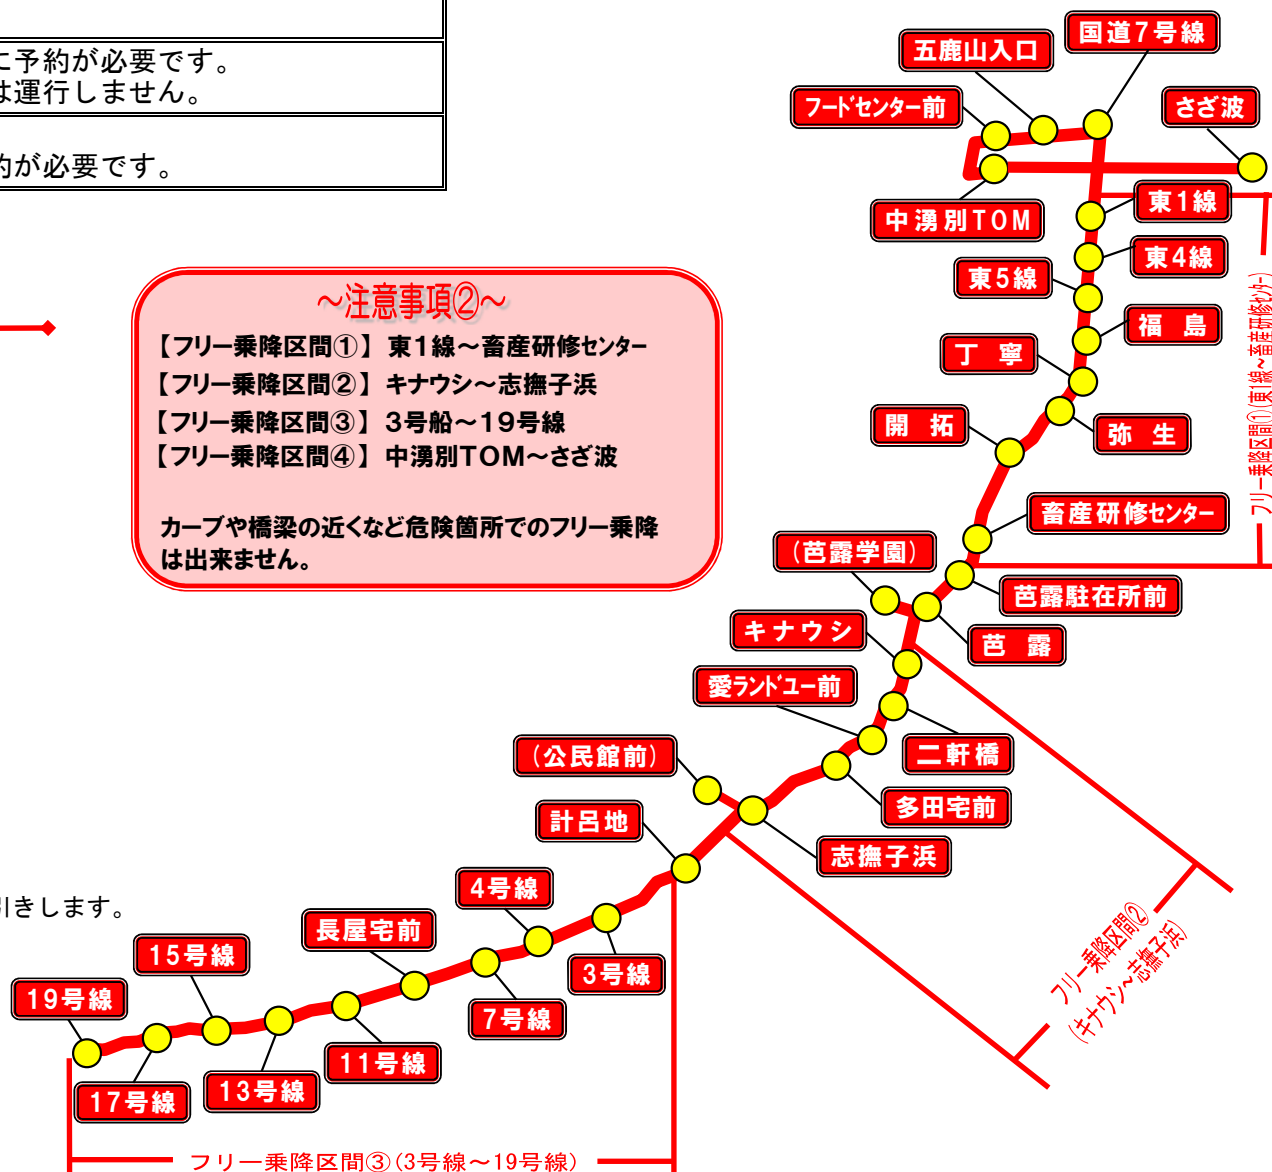 に予約が必要です。
は運行しません。
約が必要です。
～注意事項②～
【フリー乗降区間①】 東１線～畜産研修センター
【フリー乗降区間②】 キナウシ～志撫子浜
【フリー乗降区間③】 ３号船～１９号線
【フリー乗降区間④】 中湧別ＴＯＭ～さざ波
カーブや橋梁の近くなど危険箇所でのフリー乗降
は出来ません。
引きします。
国道７号線
五鹿山入口
フードセンター前
さざ波
中湧別ＴＯＭ
東１線
東４線
東５線
福　島
丁　寧
開　拓
弥　生
畜産研修センター
(芭露学園)
芭露駐在所前
キナウシ
芭　露
愛ランドユー前
二軒橋
(公民館前)
多田宅前
計呂地
志撫子浜
４号線
長屋宅前
３号線
15号線
７号線
19号線
11号線
13号線
17号線
フリー乗降区間①(東1線～畜産研修センター)
フリー乗降区間②
(キナウシ～志撫子浜)
フリー乗降区間③(3号線～19号線)